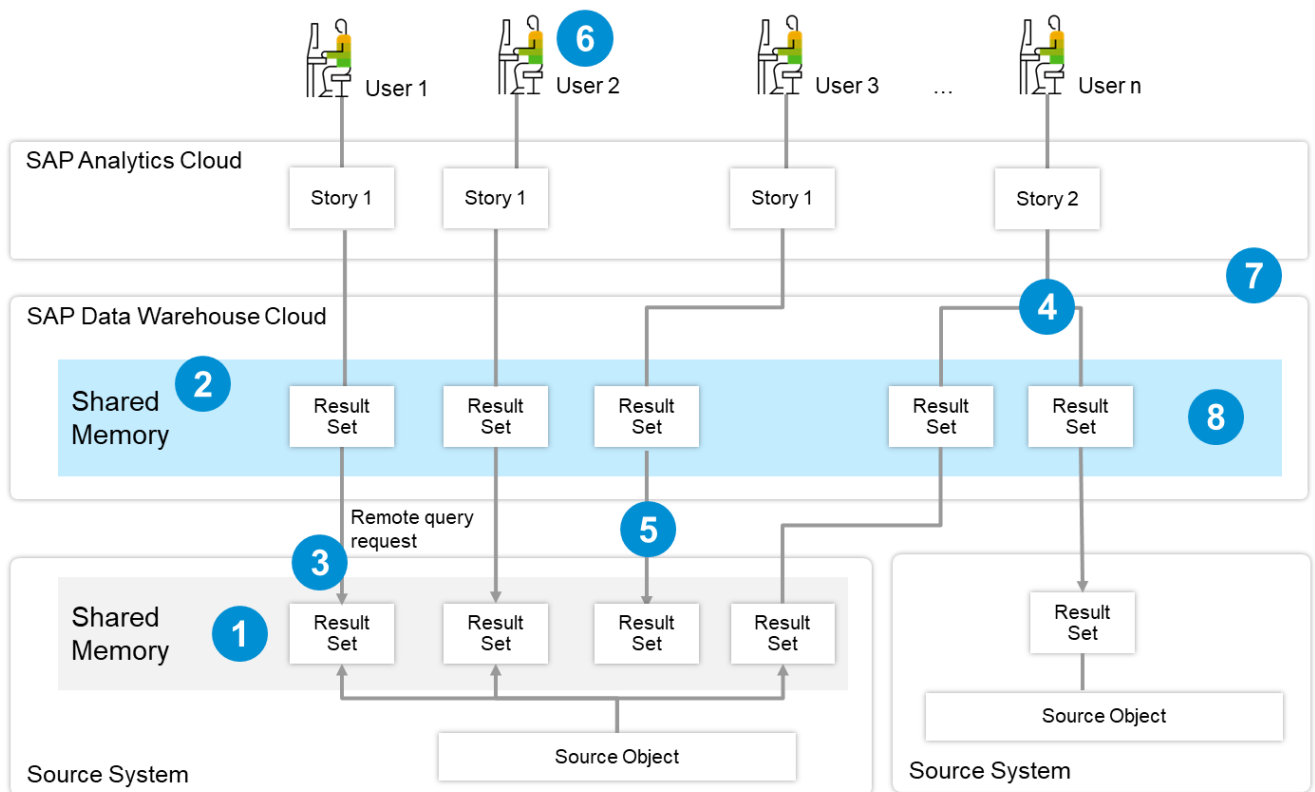 6
User 1
User 2
User 3
...
User n
SAP Analytics Cloud
Story 1
Story 1
Story 1
Story 2
7
SAP Data Warehouse Cloud
4
2
Shared
Memory
Result
Set
Result
Set
Result
Set
Result
Set
Result
Set
8
Remote query
request
5
3
Shared
Memory
1
Result
Set
Result
Set
Result
Set
Result
Set
Result
Set
Source Object
Source Object
Source System
Source System